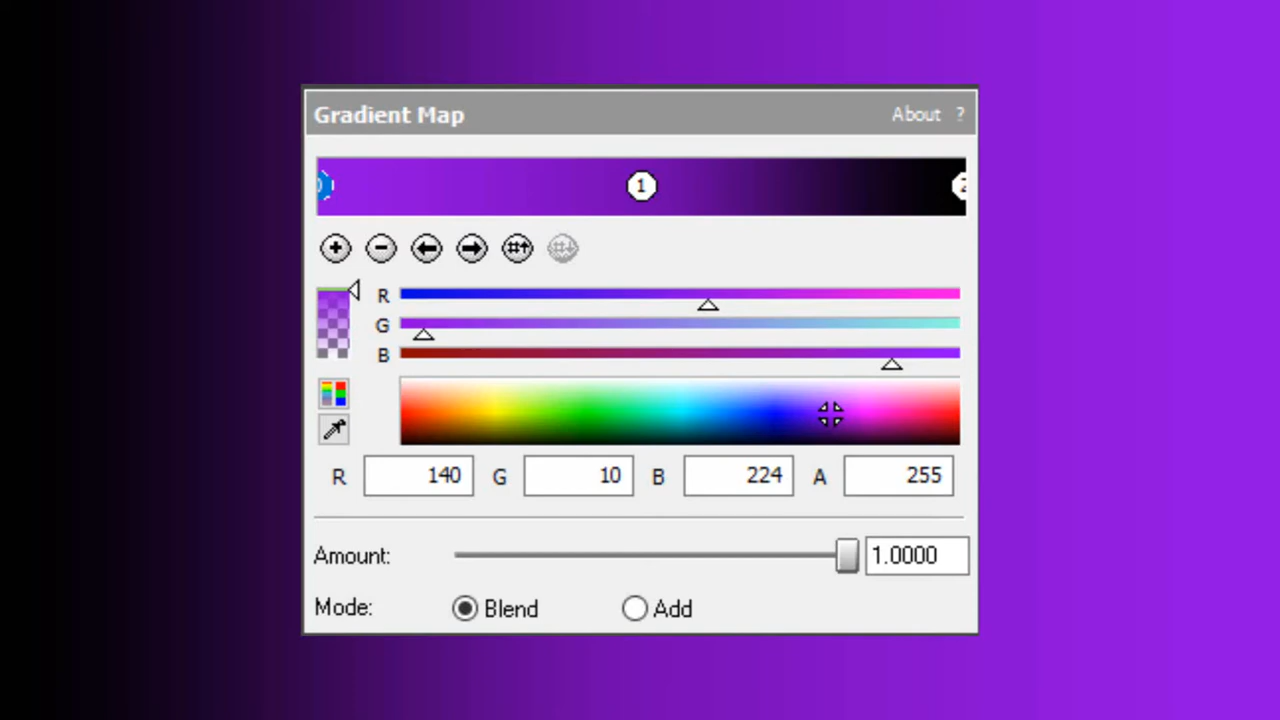 Gradient Map About ?
1
R
G
B
R 140 G 10 B 224 A 255
Amount: 1.0000
Mode: Blend Add